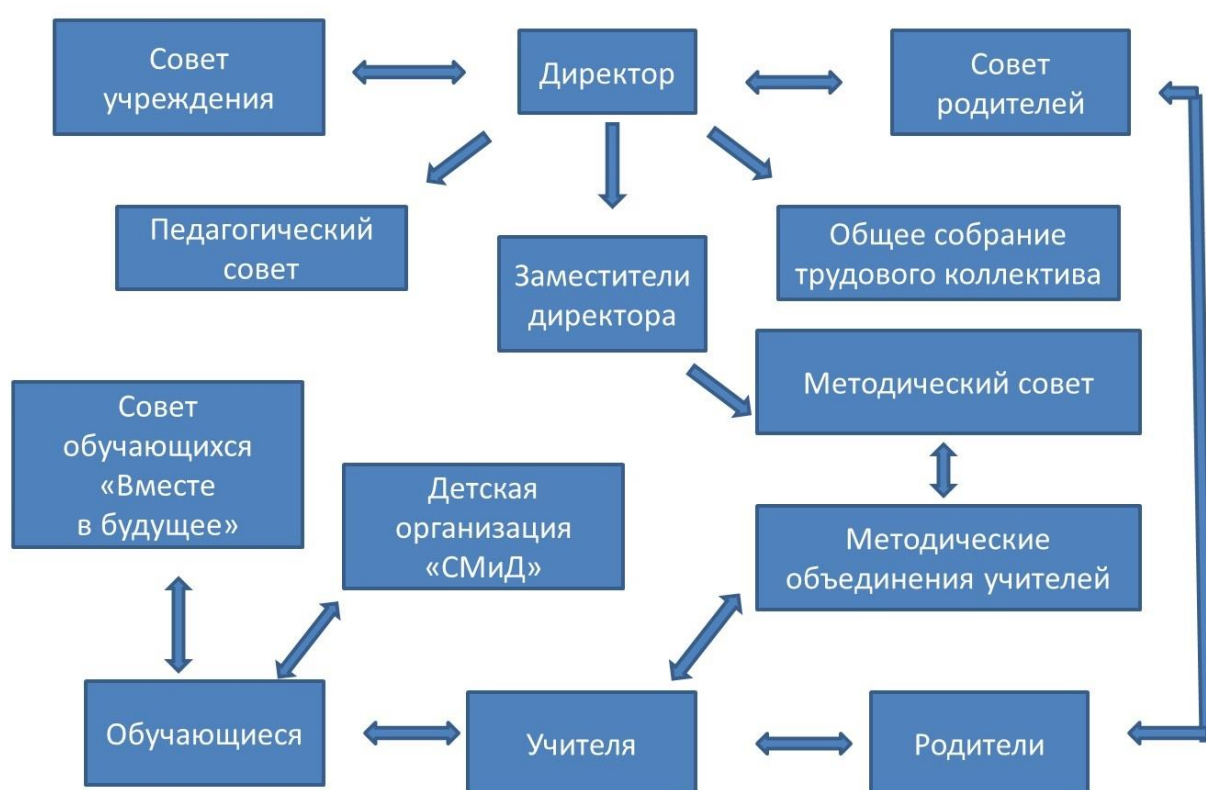 Совет
учреждения
Директор
Совет
родителей
Педагогический
совет
Заместители
директора
Общее собрание
трудового коллектива
Методический совет
Совет
обучающихся
«Вместе
в будущее»
Детская
организация
«СМиД»
Методические
объединения учителей
Обучающиеся
Учителя
Родители